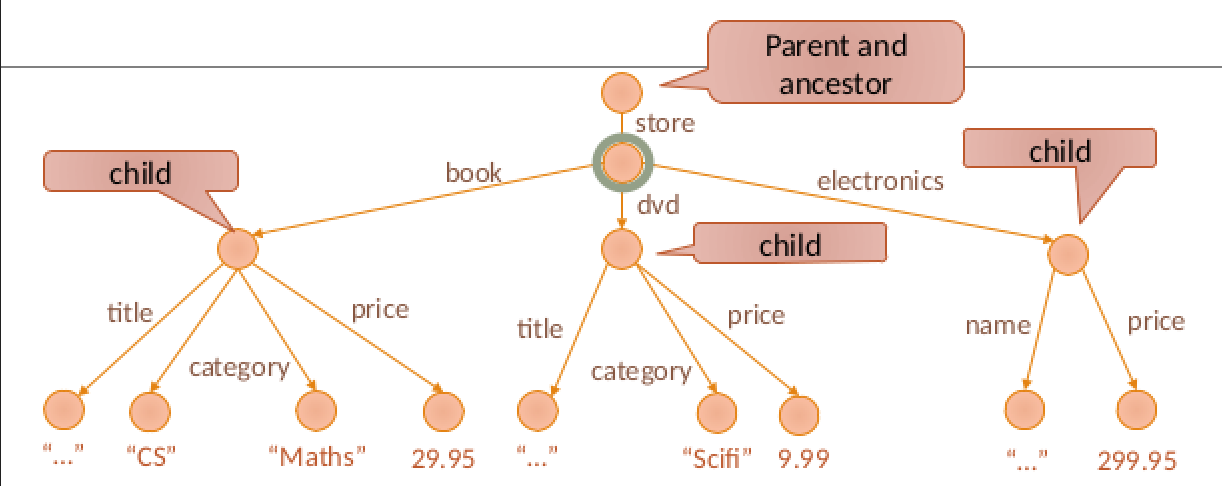 Parent and
ancestor
store
child
child
book
electronics
dvd
child
title
price
title
price
name
price
category
category
“...”
“CS”
“Maths”
29.95
“...”
“Scifi”
9.99
“...”
299.95